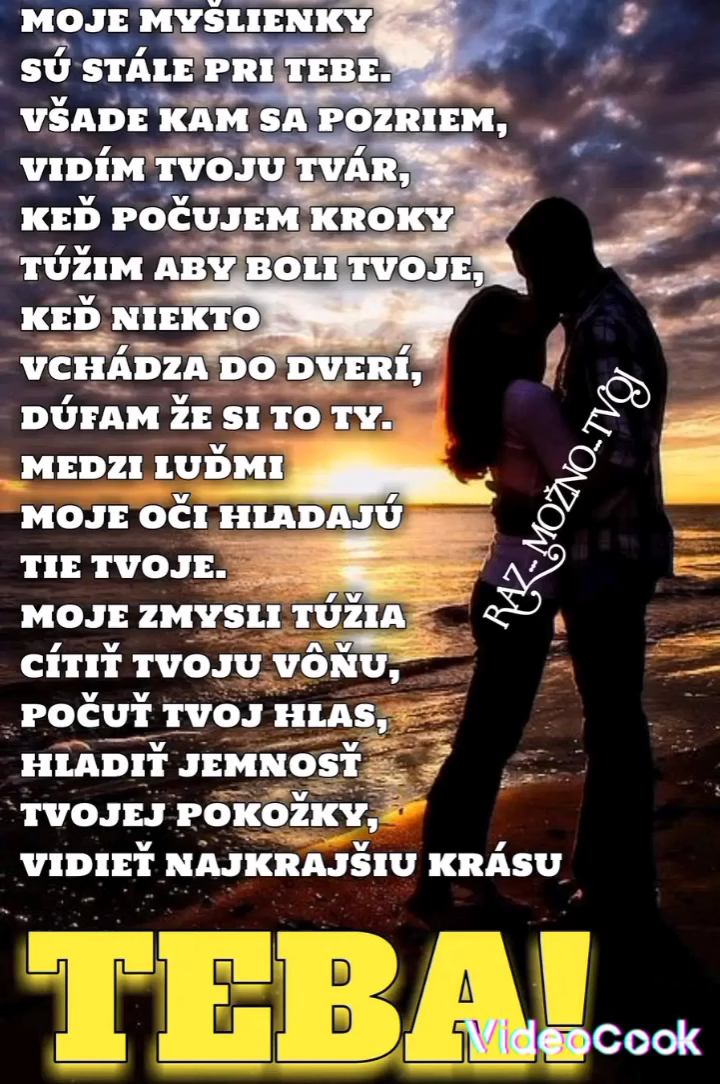 MOJE MYŠLIENKY
SÚ STÁLE PRI TEBE.
VŠADE KAM SA POZRIEM,
VIDÍM TVOJU TVÁR,
KEĎ POČUJEM KROKY
TÚŽIM ABY BOLI TVOJE,
KEĎ NIEKTO
VCHÁDZA DO DVERÍ,
DÚFAM ŽE SI TO TY.
MEDZI LUĎMI
MOJE OČI HLADAJÚ
TIE TVOJE.
MOJE ZMYSLI TÚŽIA
CÍTIŤ TVOJU VÔŇU,
POČUŤ TVOJ HLAS,
HLADIŤ JEMNOSŤ
TVOJEJ POKOŽKY,
VIDIEŤ NAJKRAJŠIU KRÁSU
TEBA!
RAZ... MOŽNO... TVOJ
VideoCook